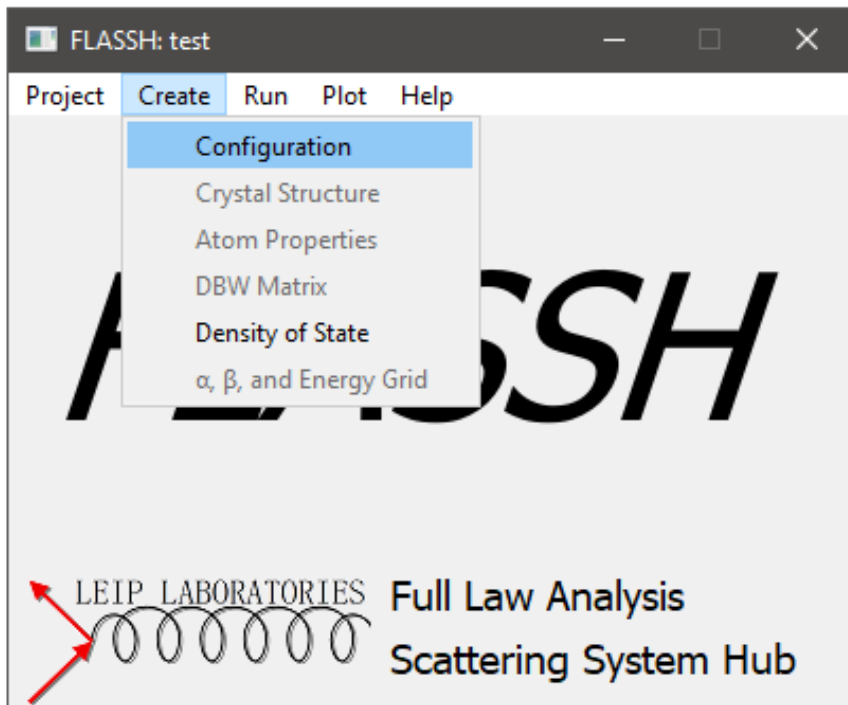 FLASSH: test
Project Create Run Plot Help
Configuration
Crystal Structure
Atom Properties
DBW Matrix
Density of State
α, β, and Energy Grid
FLASSH
LEIP LABORATORIES
Full Law Analysis
Scattering System Hub